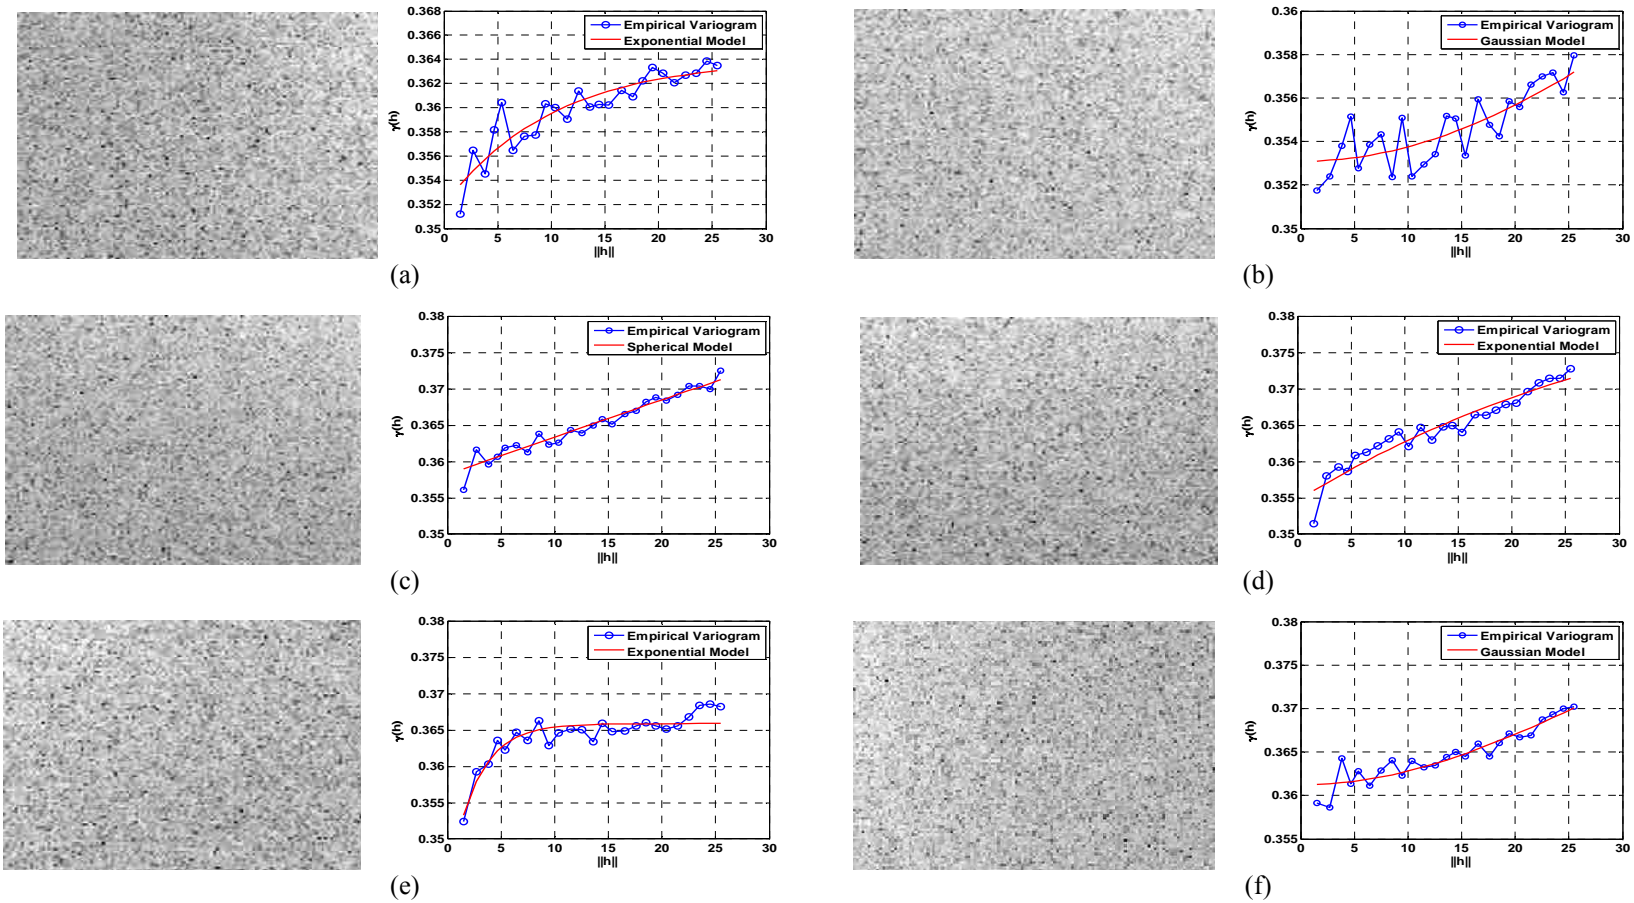 0.368
0.366
0.364
0.362
0.36
0.358
0.356
0.354
0.352
0.35
γ(h)
Empirical Variogram
Exponential Model
0 5 10 15 20 25 30
||h||
(a)
0.36
0.358
0.356
0.354
0.352
0.35
γ(h)
Empirical Variogram
Gaussian Model
0 5 10 15 20 25 30
||h||
(b)
0.38
0.375
0.37
0.365
0.36
0.355
0.35
γ(h)
Empirical Variogram
Spherical Model
0 5 10 15 20 25 30
||h||
(c)
0.38
0.375
0.37
0.365
0.36
0.355
0.35
γ(h)
Empirical Variogram
Exponential Model
0 5 10 15 20 25 30
||h||
(d)
0.38
0.375
0.37
0.365
0.36
0.355
0.35
γ(h)
Empirical Variogram
Exponential Model
0 5 10 15 20 25 30
||h||
(e)
0.38
0.375
0.37
0.365
0.36
0.355
γ(h)
Empirical Variogram
Gaussian Model
0 5 10 15 20 25 30
||h||
(f)